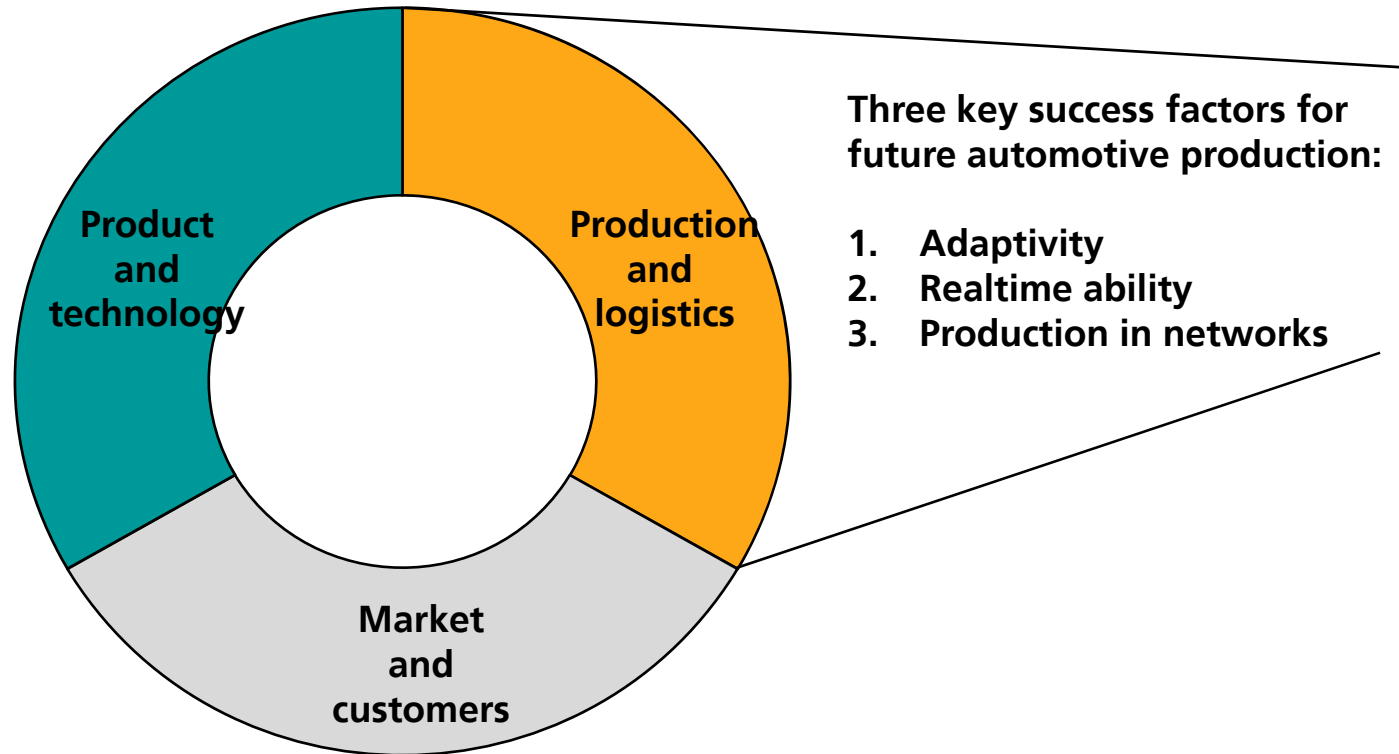 Product
and
technology
Production
and
logistics
Market
and
customers
Three key success factors for
future automotive production:
1. Adaptivity
2. Realtime ability
3. Production in networks